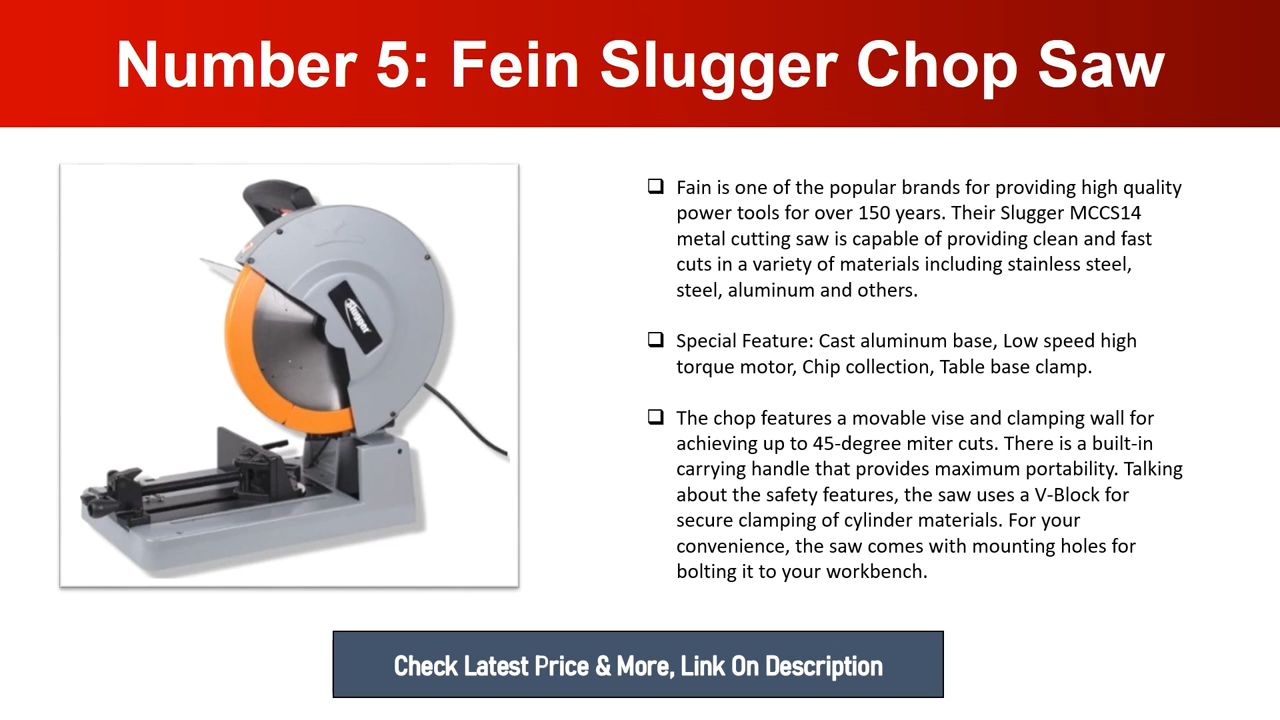 Number 5: Fein Slugger Chop Saw
Slugger
Fain is one of the popular brands for providing high quality
power tools for over 150 years. Their Slugger MCCS14
metal cutting saw is capable of providing clean and fast
cuts in a variety of materials including stainless steel,
steel, aluminum and others.
Special Feature: Cast aluminum base, Low speed high
torque motor, Chip collection, Table base clamp.
The chop features a movable vise and clamping wall for
achieving up to 45-degree miter cuts. There is a built-in
carrying handle that provides maximum portability. Talking
about the safety features, the saw uses a V-Block for
secure clamping of cylinder materials. For your
convenience, the saw comes with mounting holes for
bolting it to your workbench.
Check Latest Price & More, Link On Description